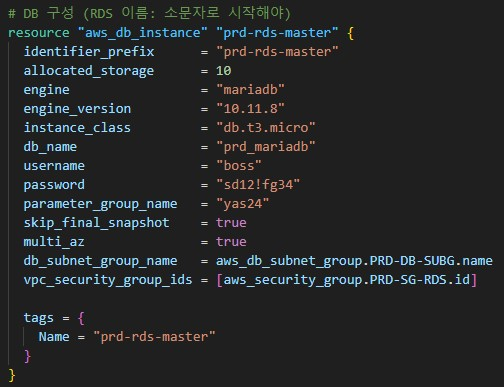 # DB 구성 (RDS 이름: 소문자로 시작해야)
resource "aws_db_instance" "prd-rds-master" {
  identifier_prefix      = "prd-rds-master"
  allocated_storage      = 10
  engine                 = "mariadb"
  engine_version         = "10.11.8"
  instance_class         = "db.t3.micro"
  db_name                = "prd_mariadb"
  username               = "boss"
  password               = "sd12!fg34"
  parameter_group_name   = "yas24"
  skip_final_snapshot    = true
  multi_az               = true
  db_subnet_group_name   = aws_db_subnet_group.PRD-DB-SUBG.name
  vpc_security_group_ids = [aws_security_group.PRD-SG-RDS.id]
  tags = {
    Name = "prd-rds-master"
  }
}